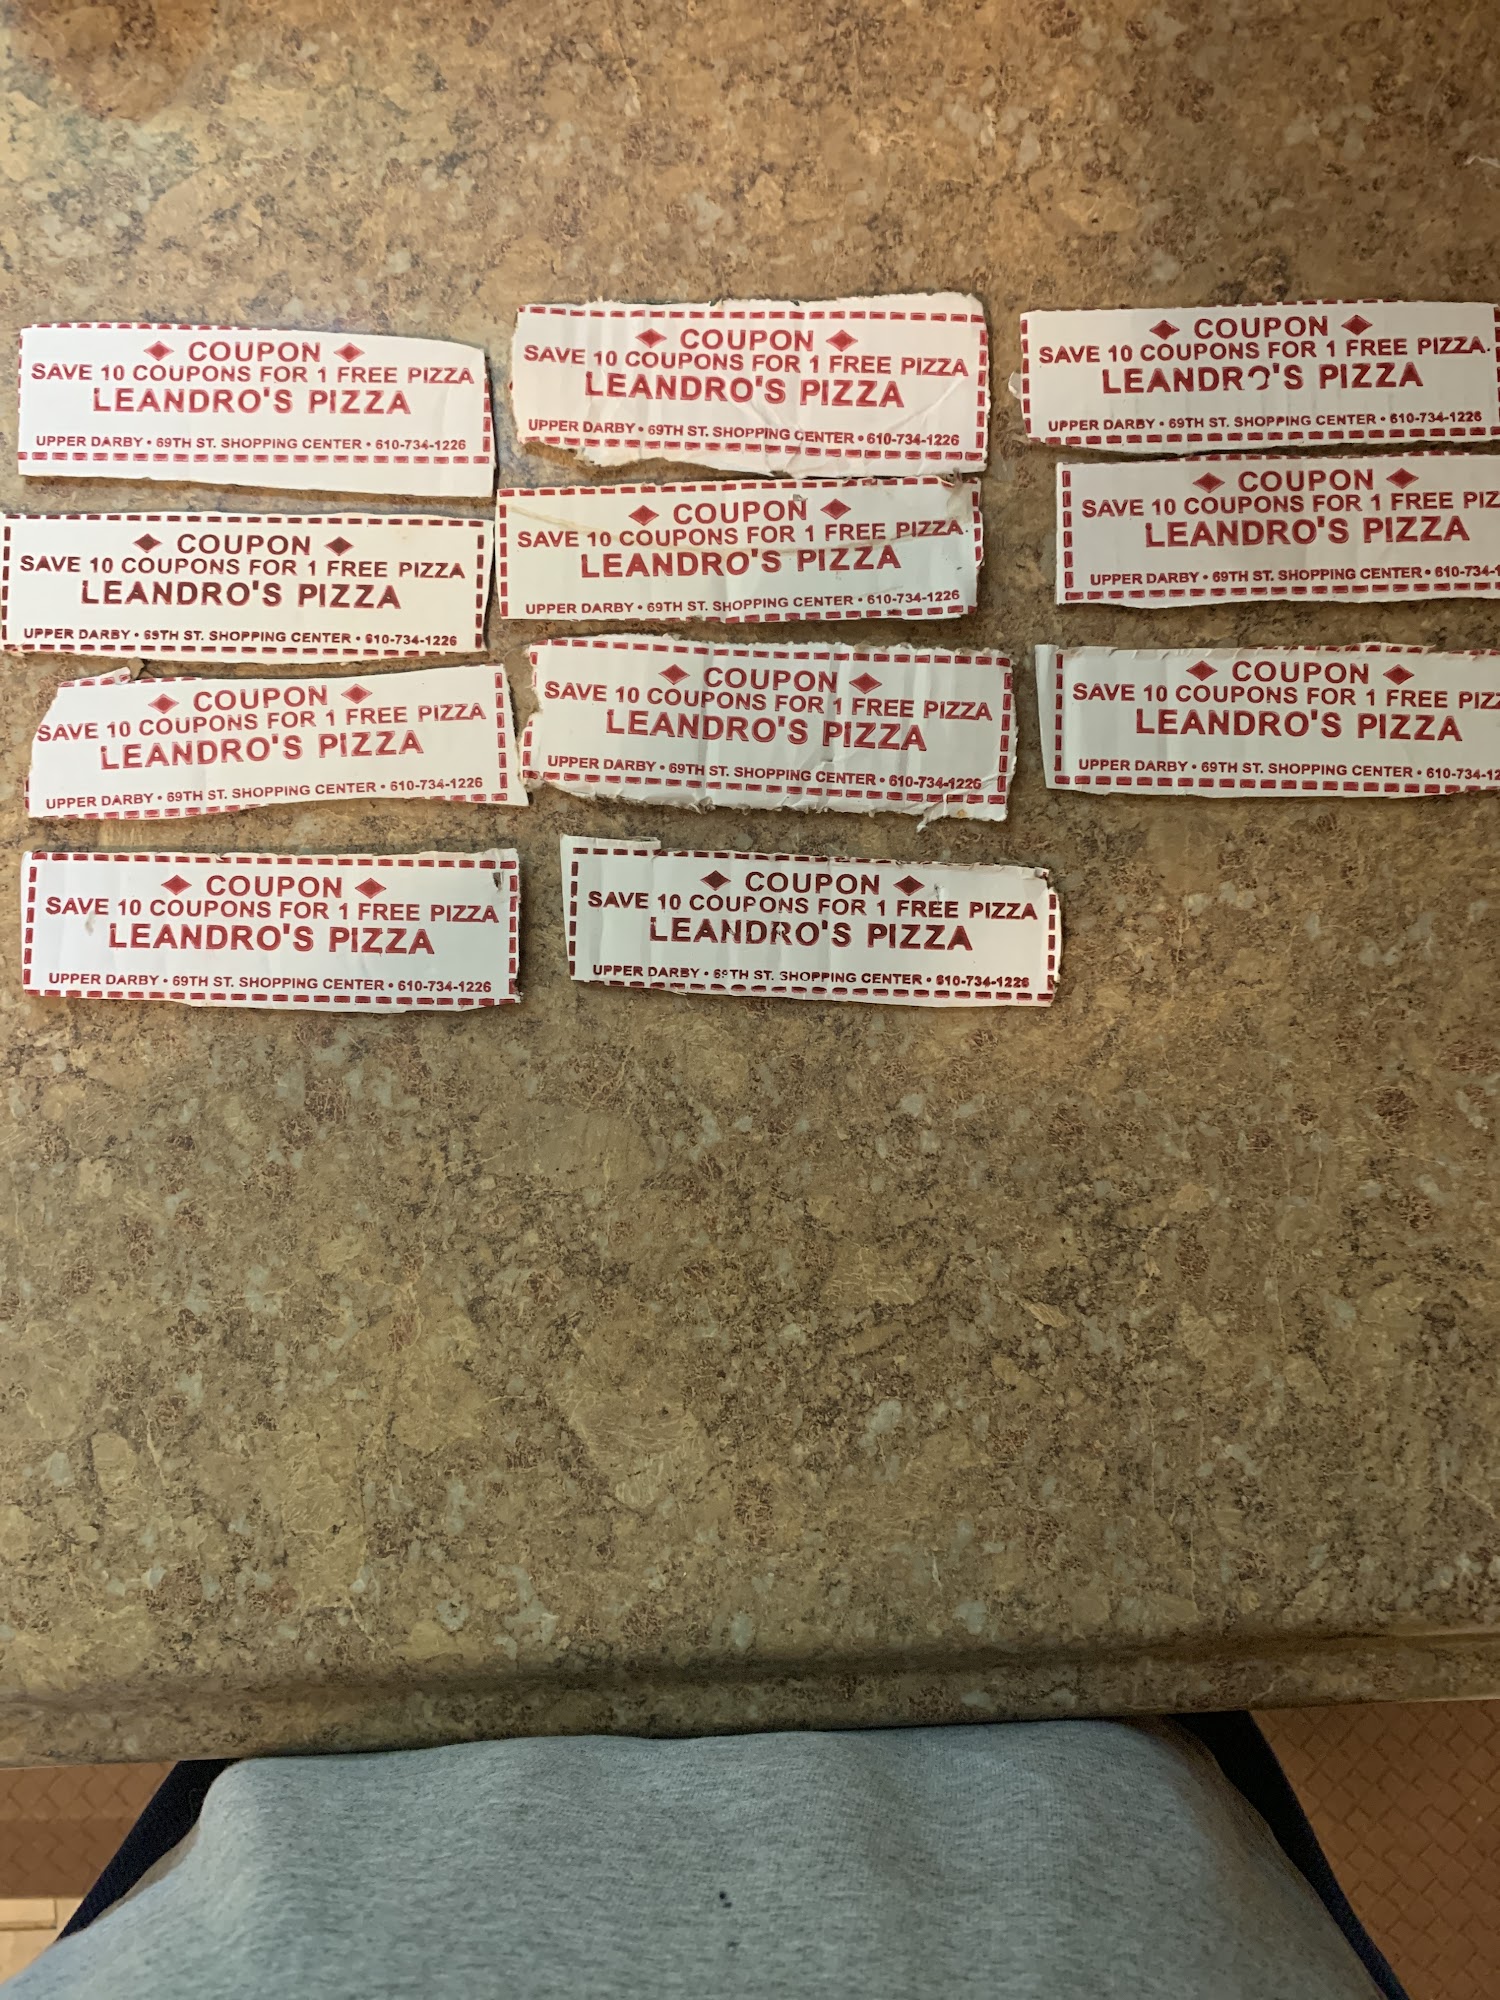 COUPON
SAVE 10 COUPONS FOR 1 FREE PIZZA
LEANDRO'S PIZZA
UPPER DARBY • 69TH ST. SHOPPING CENTER • 610-734-1226
COUPON
SAVE 10 COUPONS FOR 1 FREE PIZZA
LEANDRO'S PIZZA
UPPER DARBY • 69TH ST. SHOPPING CENTER • 610-734-1226
COUPON
SAVE 10 COUPONS FOR 1 FREE PIZZA.
LEANDRO'S PIZZA
UPPER DARBY • 69TH ST. SHOPPING CENTER • 610-734-1226
COUPON
SAVE 10 COUPONS FOR 1 FREE PIZZA
LEANDRO'S PIZZA
UPPER DARBY • 69TH ST. SHOPPING CENTER • 610-734-1226
COUPON
SAVE 10 COUPONS FOR 1 FREE PIZZA.
LEANDRO'S PIZZA
UPPER DARBY • 69TH ST. SHOPPING CENTER • 610-734-1226
COUPON
SAVE 10 COUPONS FOR 1 FREE PIZ
LEANDRO'S PIZZA
UPPER DARBY • 69TH ST. SHOPPING CENTER • 610-734-1
COUPON
SAVE 10 COUPONS FOR 1 FREE PIZZA
LEANDRO'S PIZZA
UPPER DARBY • 69TH ST. SHOPPING CENTER • 610-734-1226
COUPON
SAVE 10 COUPONS FOR 1 FREE PIZZA
LEANDRO'S PIZZA
UPPER DARBY • 69TH ST. SHOPPING CENTER • 610-734-1226
COUPON
SAVE 10 COUPONS FOR 1 FREE PIZZ
LEANDRO'S PIZZA
UPPER DARBY • 69TH ST. SHOPPING CENTER • 610-734-12
COUPON
SAVE 10 COUPONS FOR 1 FREE PIZZA
LEANDRO'S PIZZA
UPPER DARBY • 69TH ST. SHOPPING CENTER • 610-734-1226
COUPON
SAVE 10 COUPONS FOR 1 FREE PIZZA
LEANDRO'S PIZZA
UPPER DARBY • 69TH ST. SHOPPING CENTER • 610-734-1226